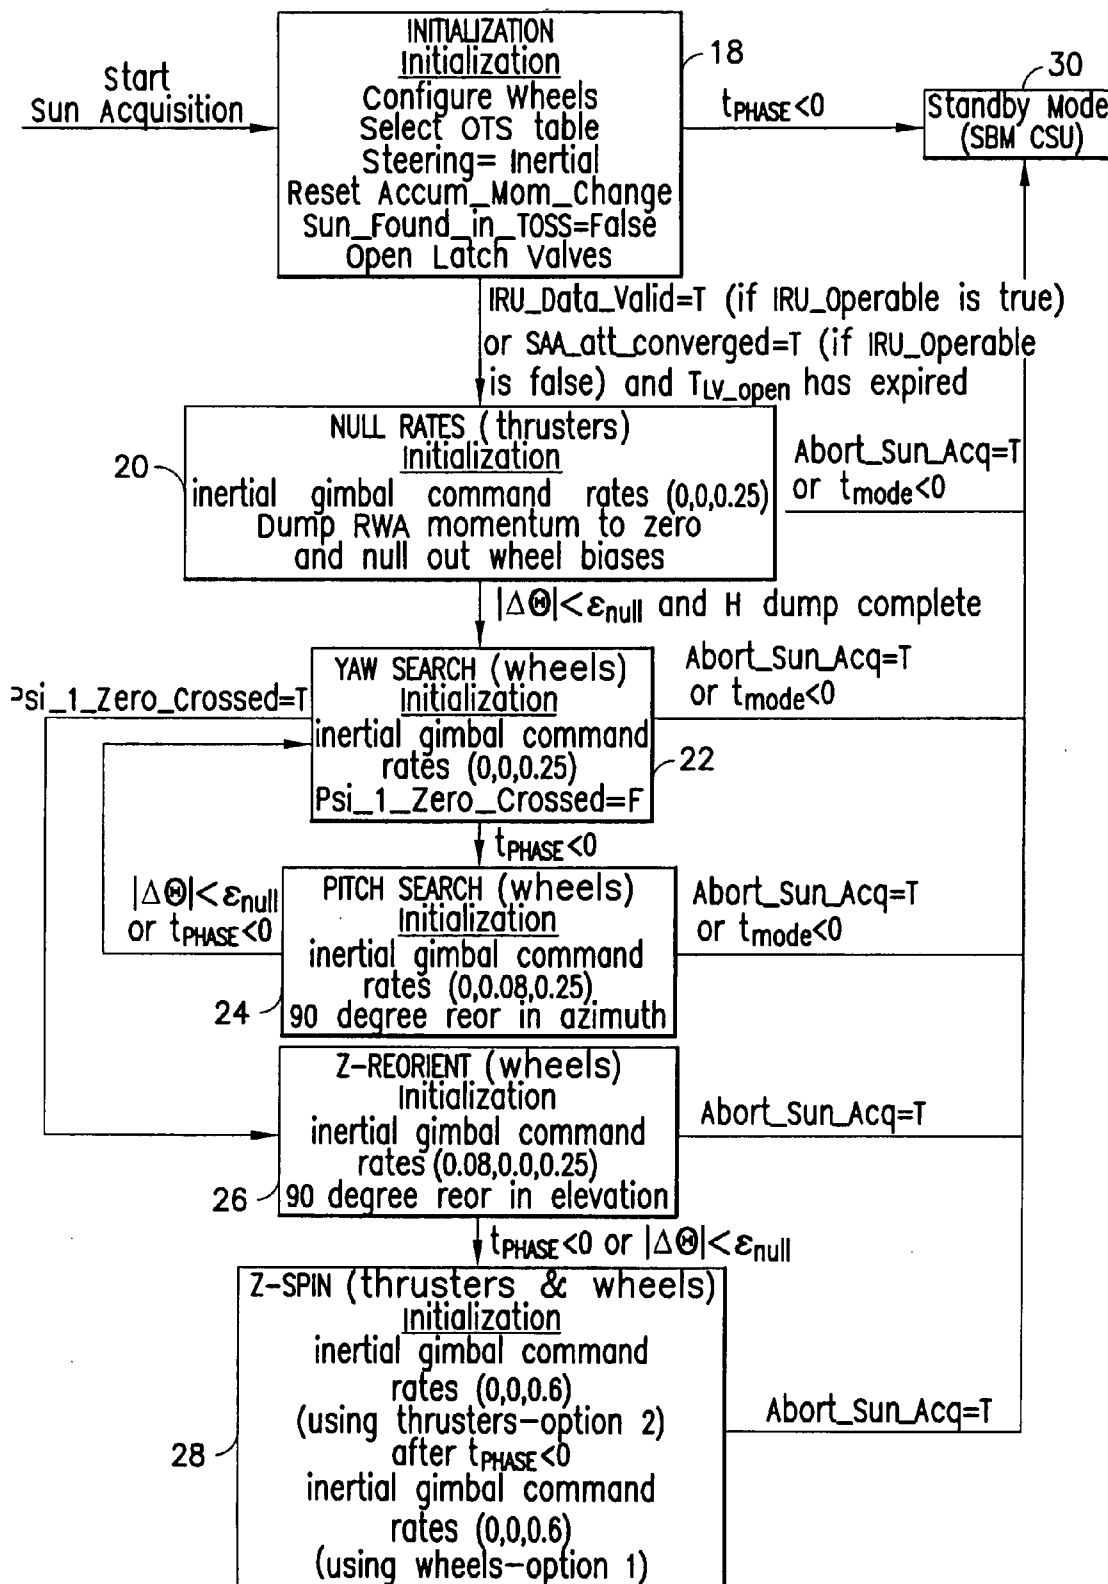 Start
Sun Acquisition
INITIALIZATION
Initialization
Configure Wheels
Select OTS table
Steering= Inertial
Reset Accum_Mom_Change
Sun_Found_in_TOSS=False
Open Latch Valves
18
tPHASE<0
30
Standby Mode
(SBM CSU)
IRU_Data_Valid=T (if IRU_Operable is true)
or SAA_att_converged=T (if IRU_Operable
is false) and TLV_open has expired
20
NULL RATES (thrusters)
Initialization
inertial gimbal command rates (0,0,0.25)
Dump RWA momentum to zero
and null out wheel biases
Abort_Sun_Acq=T
or tmode<0
|ΔΘ|<εnull and H dump complete
Psi_1_Zero_Crossed=T
YAW SEARCH (wheels)
Initialization
inertial gimbal command
rates (0,0,0.25)
Psi_1_Zero_Crossed=F
22
Abort_Sun_Acq=T
or tmode<0
tPHASE<0
|ΔΘ|<εnull
or tPHASE<0
24
PITCH SEARCH (wheels)
Initialization
inertial gimbal command
rates (0,0.08,0.25)
90 degree reor in azimuth
Abort_Sun_Acq=T
or tmode<0
26
Z-REORIENT (wheels)
Initialization
inertial gimbal command
rates (0.08,0.0,0.25)
90 degree reor in elevation
Abort_Sun_Acq=T
tPHASE<0 or |ΔΘ|<εnull
28
Z-SPIN (thrusters & wheels)
Initialization
inertial gimbal command
rates (0,0,0.6)
(using thrusters-option 2)
after tPHASE<0
inertial gimbal command
rates (0,0,0.6)
(using wheels-option 1)
Abort_Sun_Acq=T